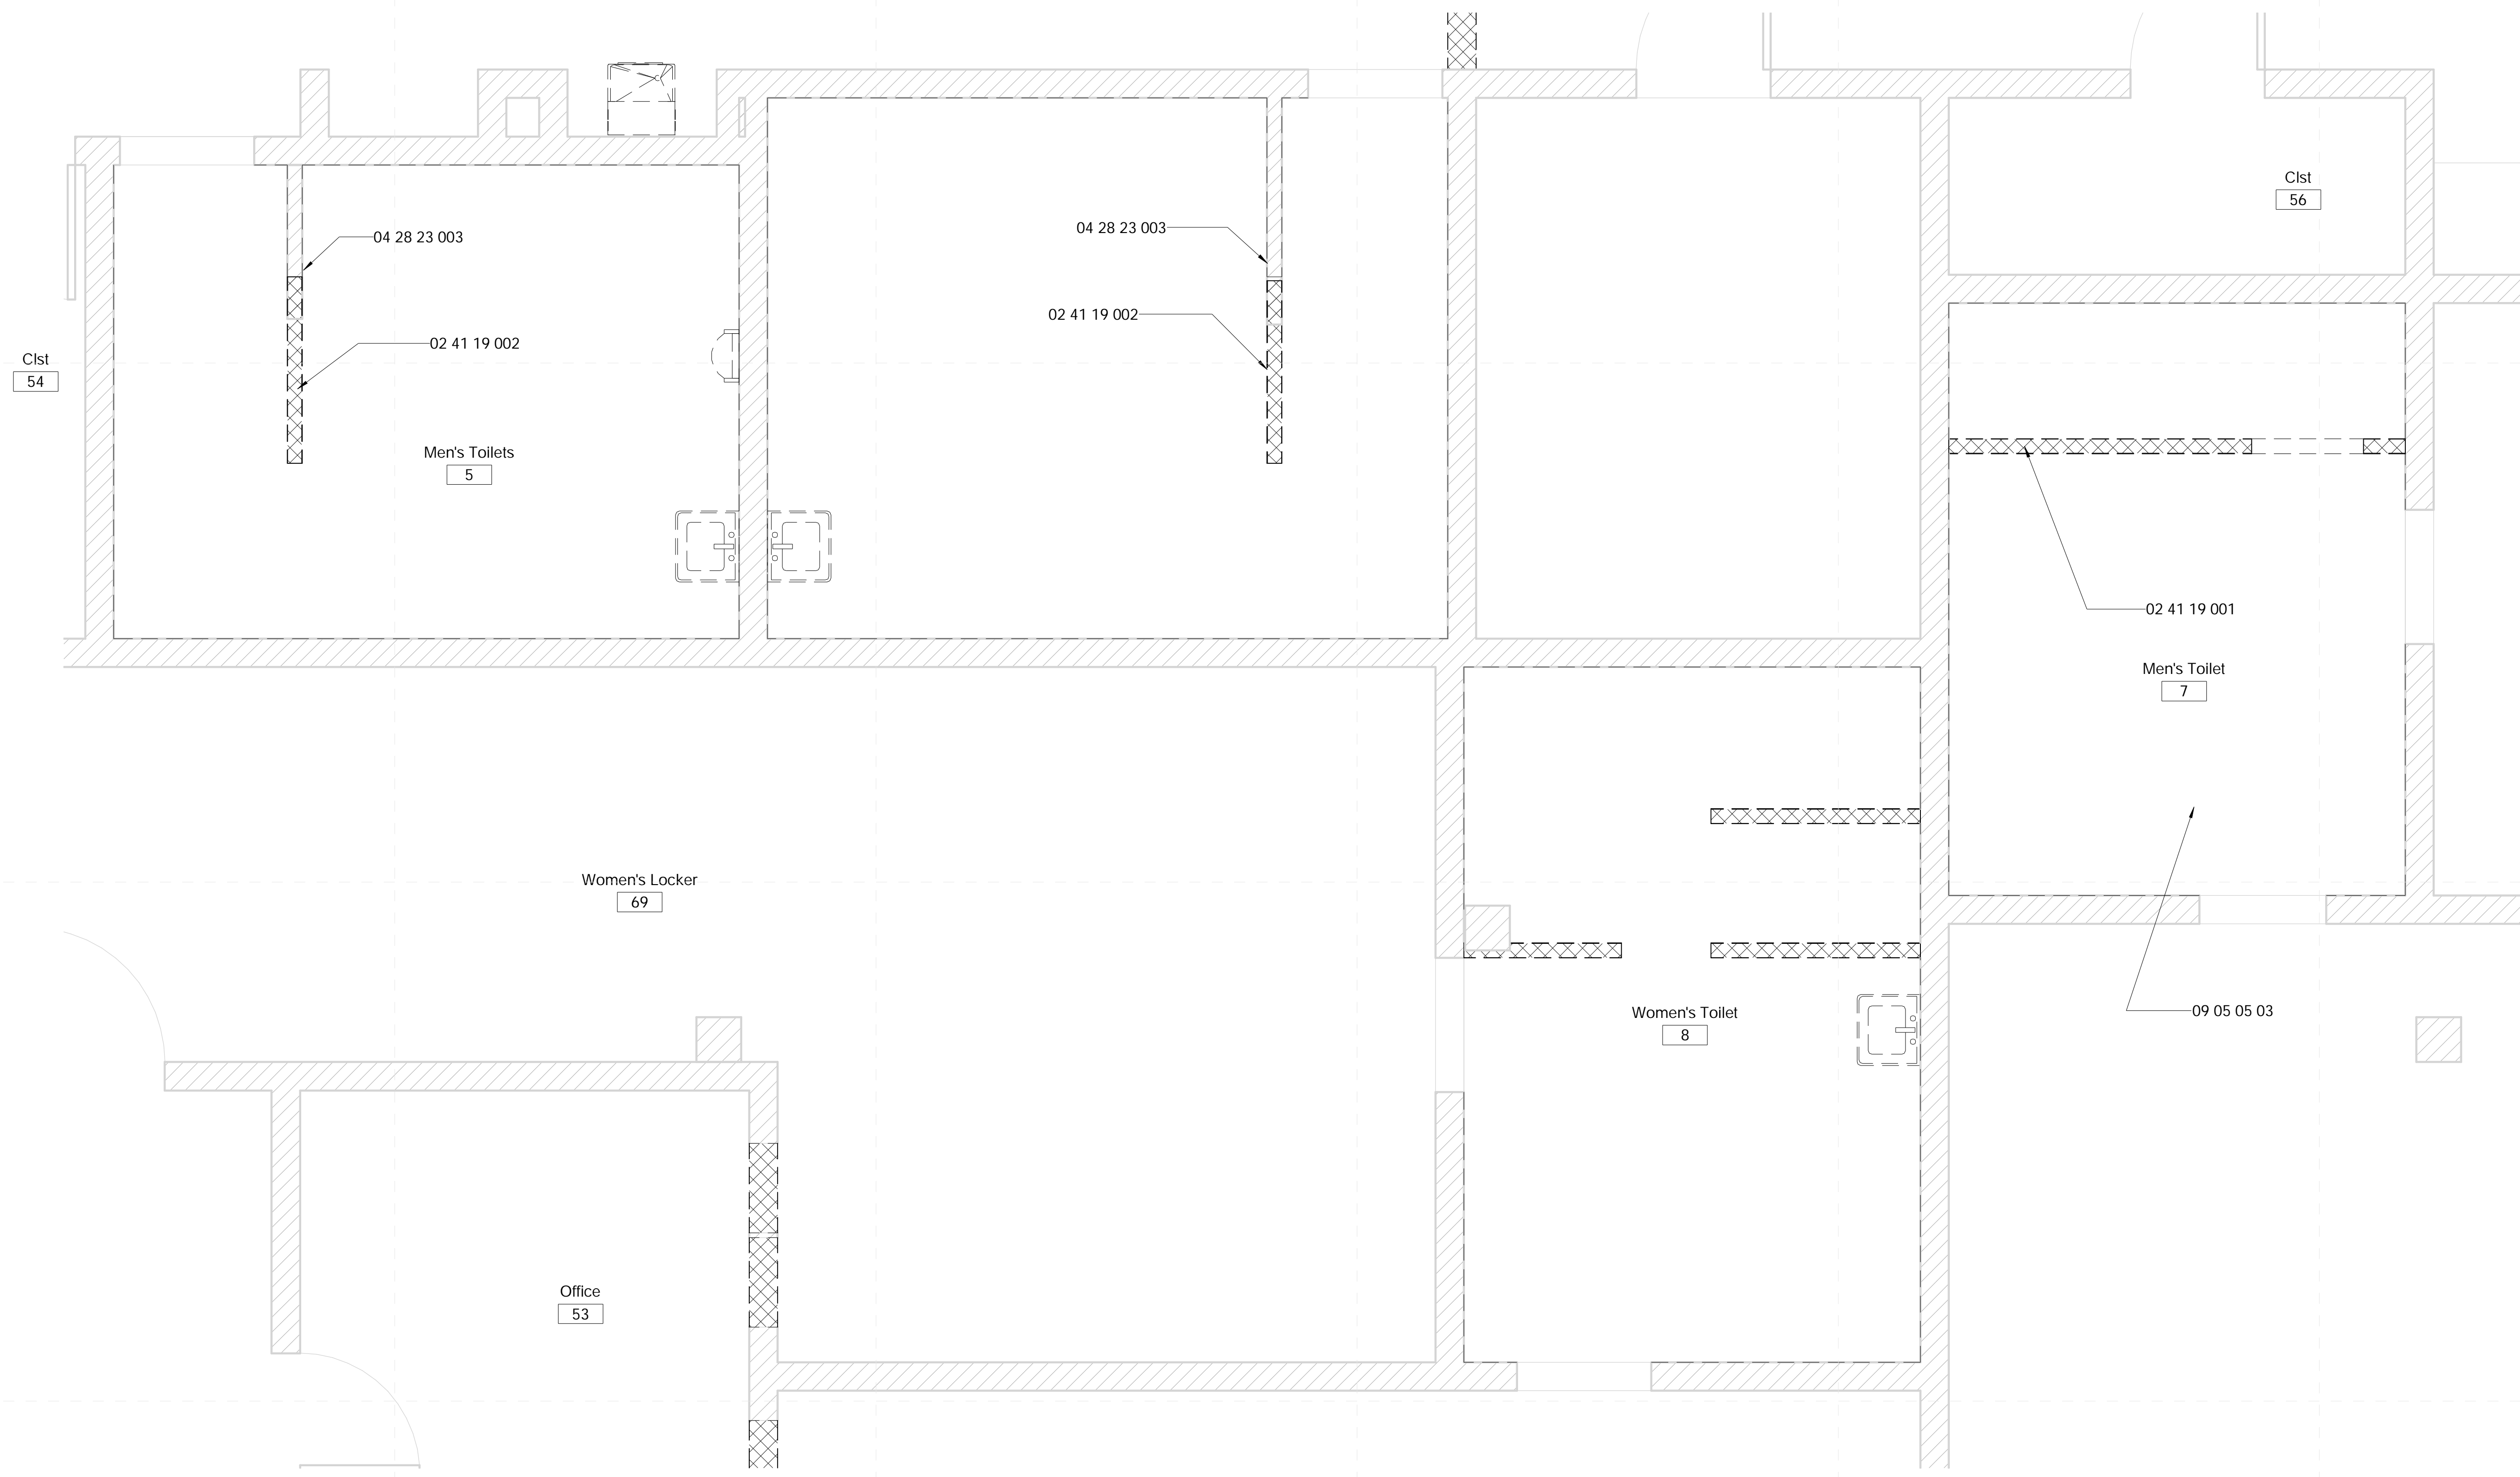 Clst
56
04 28 23 003
04 28 23 003
02 41 19 002
02 41 19 002
Clst
54
Men's Toilets
5
02 41 19 001
Men's Toilet
7
Women's Locker
69
Women's Toilet
8
09 05 05 03
Office
53